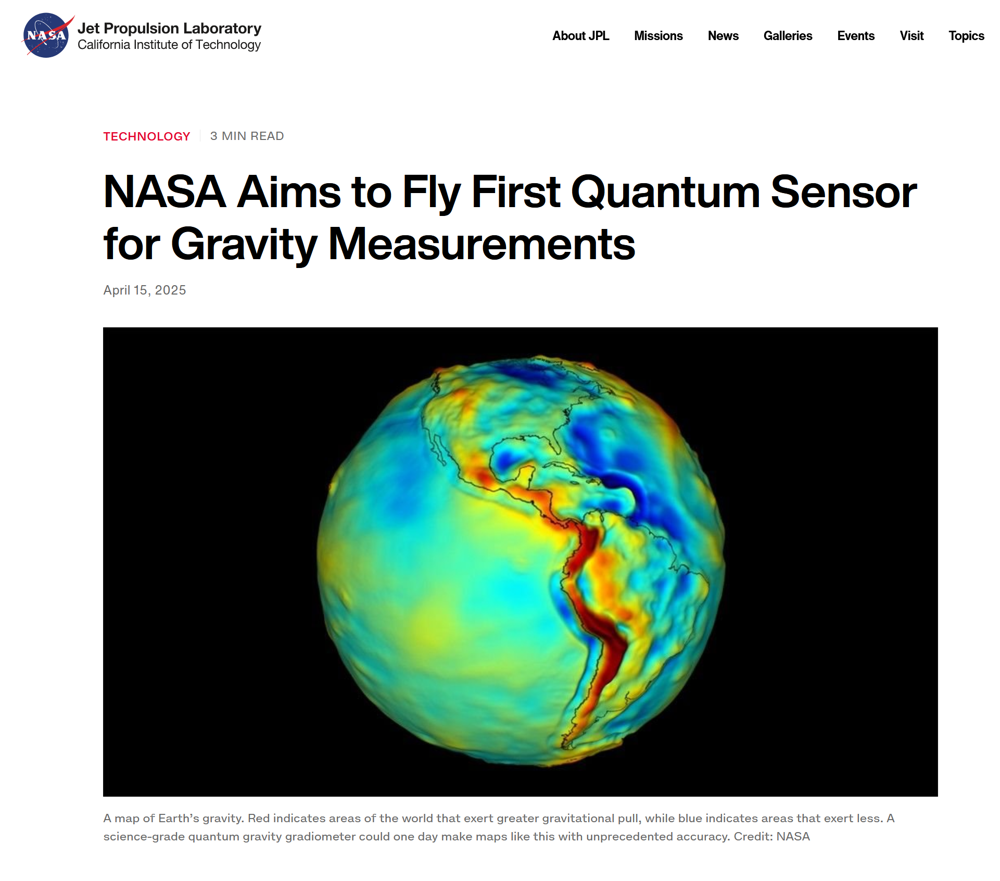 NASA
Jet Propulsion Laboratory
California Institute of Technology
About JPL Missions News Galleries Events Visit Topics
TECHNOLOGY 3 MIN READ
NASA Aims to Fly First Quantum Sensor
for Gravity Measurements
April 15, 2025
A map of Earth’s gravity. Red indicates areas of the world that exert greater gravitational pull, while blue indicates areas that exert less. A
science-grade quantum gravity gradiometer could one day make maps like this with unprecedented accuracy. Credit: NASA